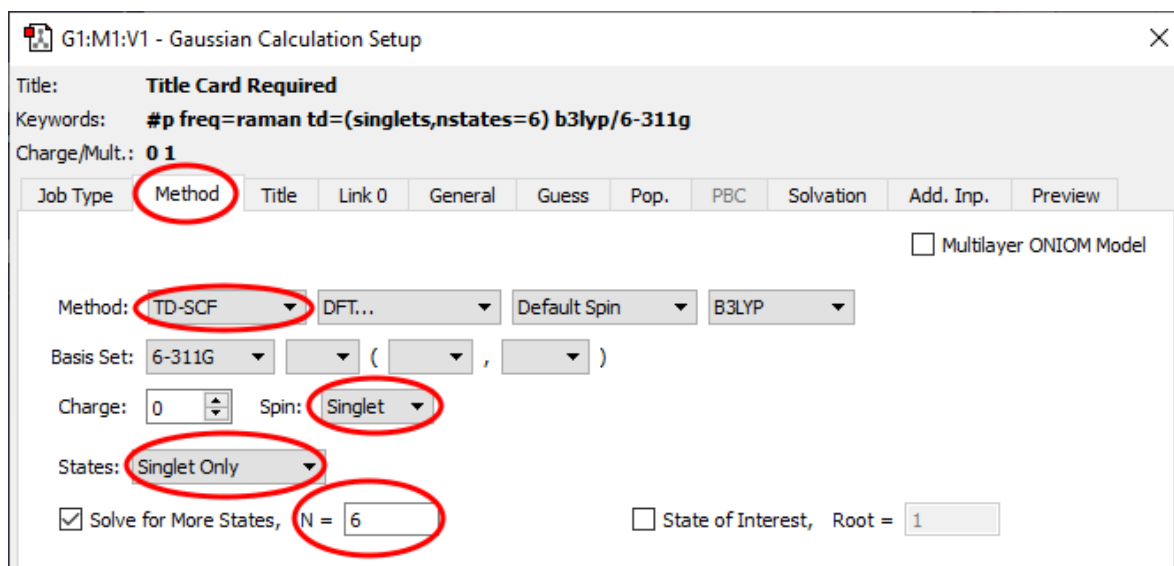 G1:M1:V1 - Gaussian Calculation Setup
Title: Title Card Required
Keywords: #p freq=raman td=(singlets,nstates=6) b3lyp/6-311g
Charge/Mult.: 0 1
Job Type Method Title Link 0 General Guess Pop. PBC Solvation Add. Inp. Preview
Multilayer ONIOM Model
Method: TD-SCF DFT... Default Spin B3LYP
Basis Set: 6-311G ( , )
Charge: 0 Spin: Singlet
States: Singlet Only
Solve for More States, N = 6 State of Interest, Root = 1